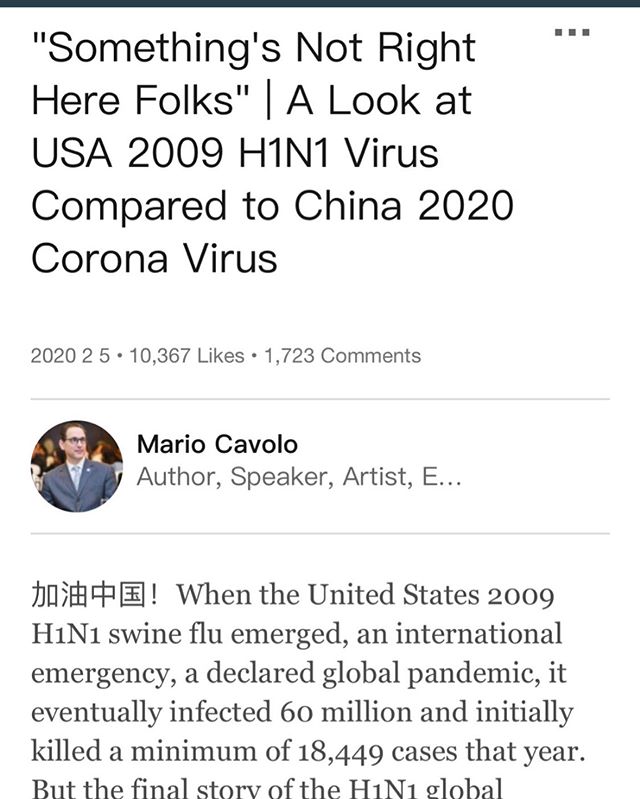 "Something's Not Right
Here Folks" | A Look at
USA 2009 H1N1 Virus
Compared to China 2020
Corona Virus
2020 2 5 • 10,367 Likes • 1,723 Comments
Mario Cavolo
Author, Speaker, Artist, E...
加油中国！When the United States 2009
H1N1 swine flu emerged, an international
emergency, a declared global pandemic, it
eventually infected 60 million and initially
killed a minimum of 18,449 cases that year.
But the final story of the H1N1 global